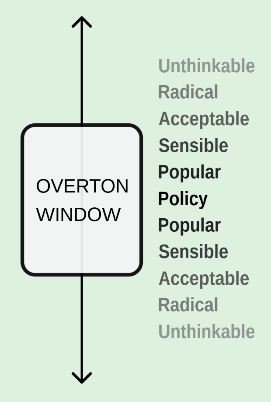 Unthinkable
Radical
Acceptable
Sensible
Popular
OVERTON
WINDOW
Policy
Popular
Sensible
Acceptable
Radical
Unthinkable